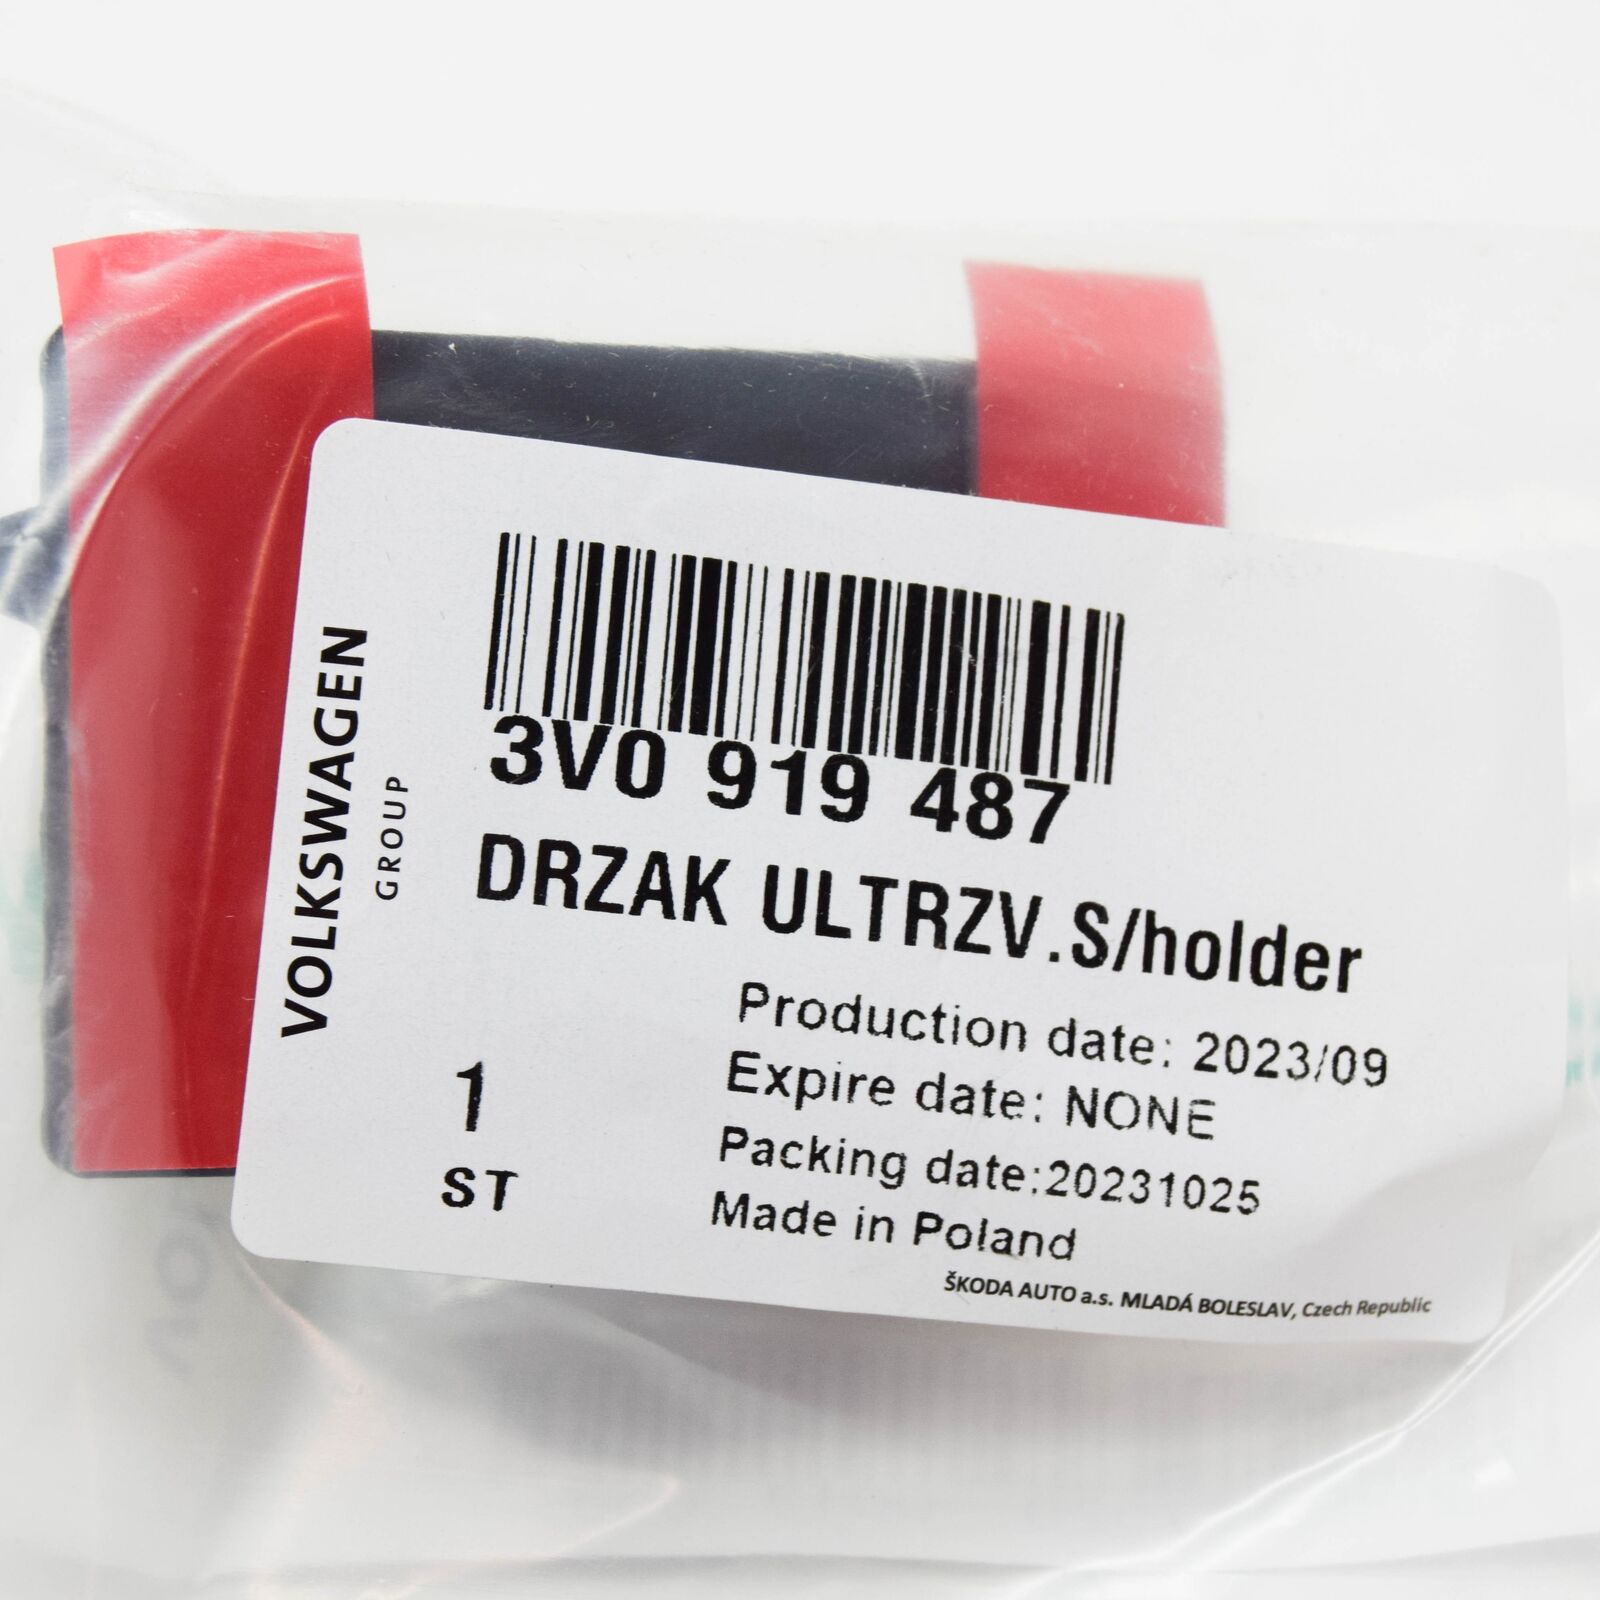 VOLKSWAGEN
GROUP
3V0 919 487
DRZAK ULTRZV.S/holder
Production date: 2023/09
Expire date: NONE
Packing date:20231025
Made in Poland
1
ST
ŠKODA AUTO a.s. MLADÁ BOLESLAV, Czech Republic